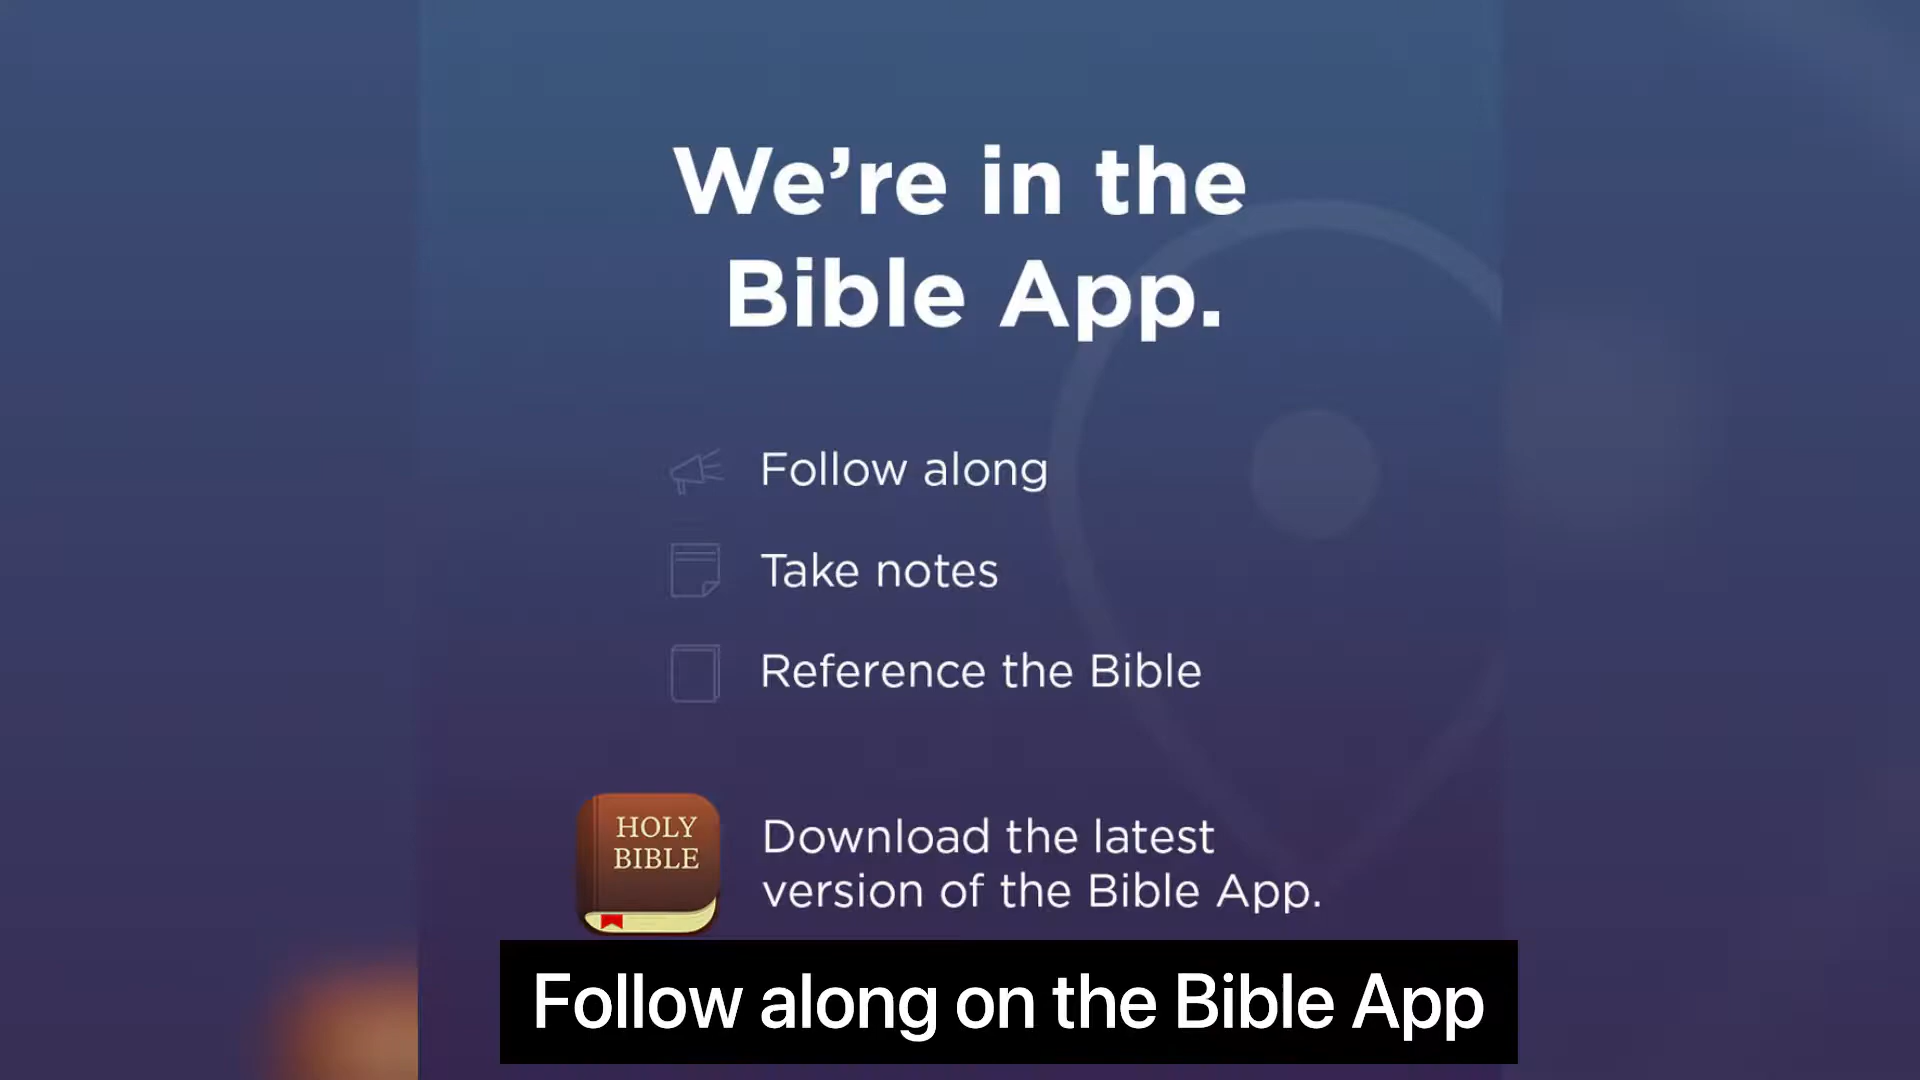 We’re in the
Bible App.
Follow along
Take notes
Reference the Bible
HOLY
BIBLE
Download the latest
version of the Bible App.
Follow along on the Bible App